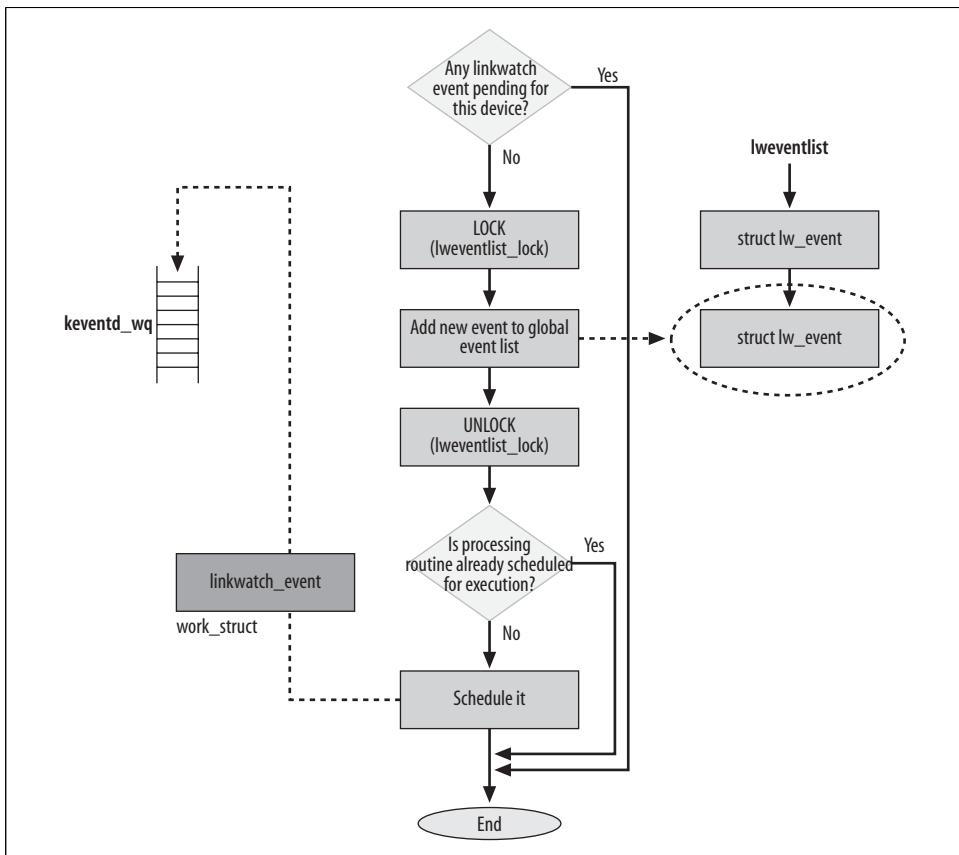 Any linkwatch
event pending for
this device?
Yes
No
lweventlist
LOCK
(lweventlist_lock)
struct lw_event
keventd_wq
Add new event to global
event list
struct lw_event
UNLOCK
(lweventlist_lock)
Is processing
routine already scheduled
for execution?
Yes
linkwatch_event
work_struct
No
Schedule it
End